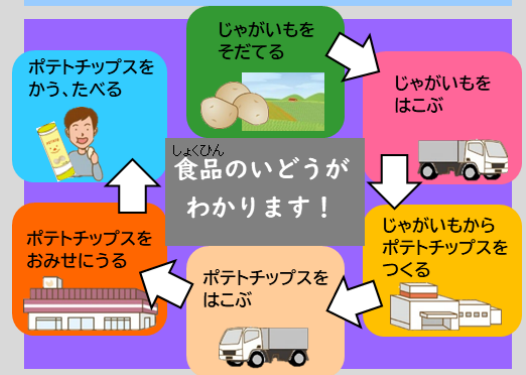 じゃがいもを
そだてる
じゃがいもを
はこぶ
じゃがいもから
ポテトチップスを
つくる
ポテトチップスを
はこぶ
ポテトチップスを
おみせにうる
ポテトチップスを
かう、たべる
しょくひん
食品のいどうが
わかります！